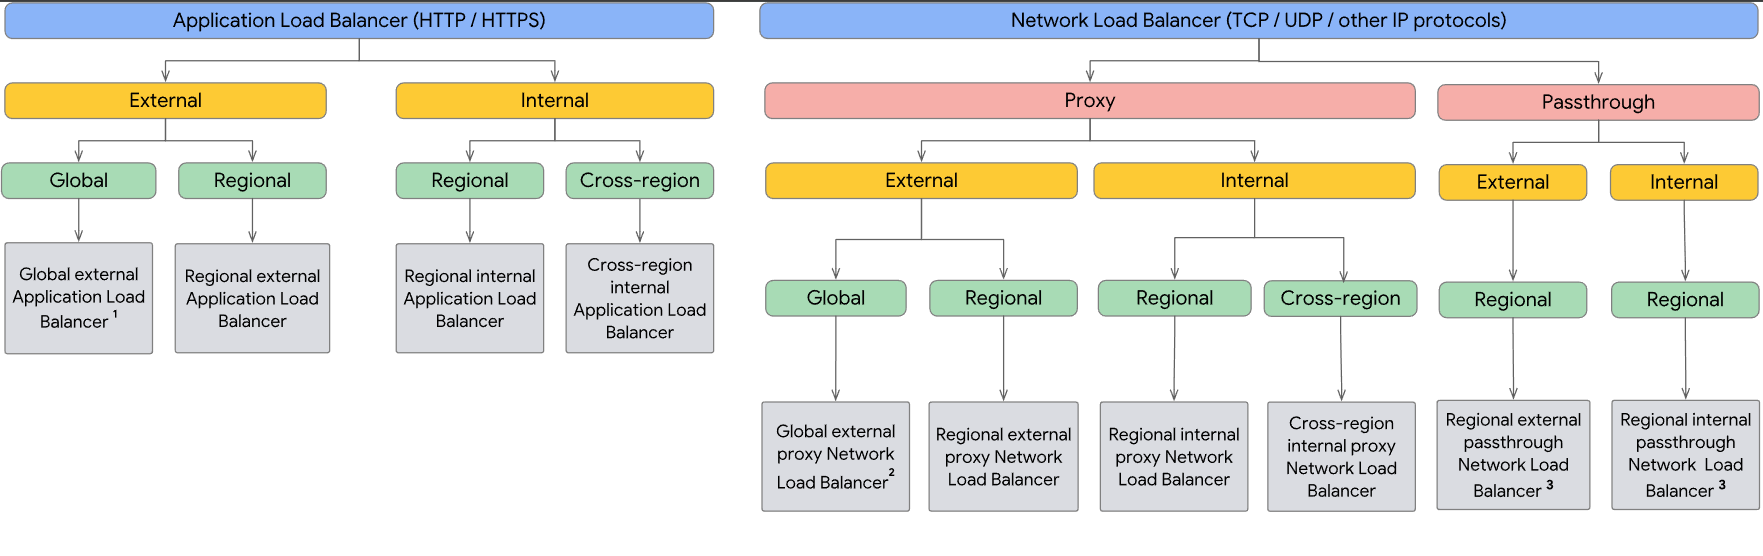 Application Load Balancer (HTTP / HTTPS)
Network Load Balancer (TCP / UDP / other IP protocols)
External
Internal
Proxy
Passthrough
Global
Regional
Regional
Cross-region
External
Internal
External
Internal
Global external
Application Load
Balancer ¹
Regional external
Application Load
Balancer
Regional internal
Application Load
Balancer
Cross-region
internal
Application Load
Balancer
Global
Regional
Regional
Cross-region
Regional
Regional
Global external
proxy Network
Load Balancer²
Regional external
proxy Network
Load Balancer
Regional internal
proxy Network
Load Balancer
Cross-region
internal proxy
Network Load
Balancer
Regional external
passthrough
Network Load
Balancer ³
Regional internal
passthrough
Network Load
Balancer ³